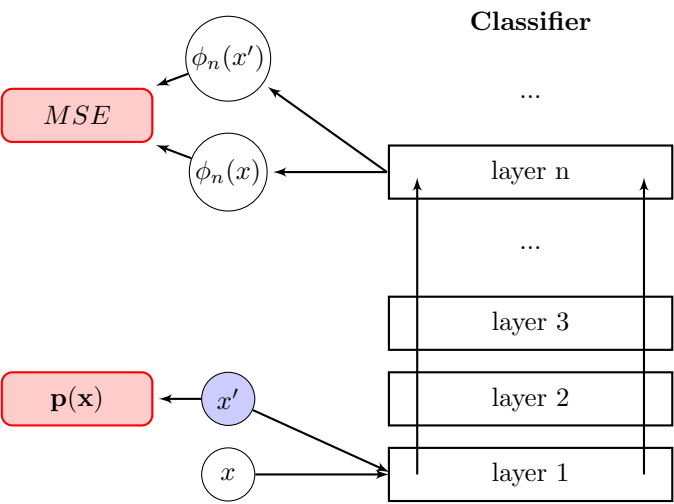 Classifier
ϕₙ(x′)
...
MSE
ϕₙ(x)
layer n
...
layer 3
p(x)
x′
layer 2
x
layer 1